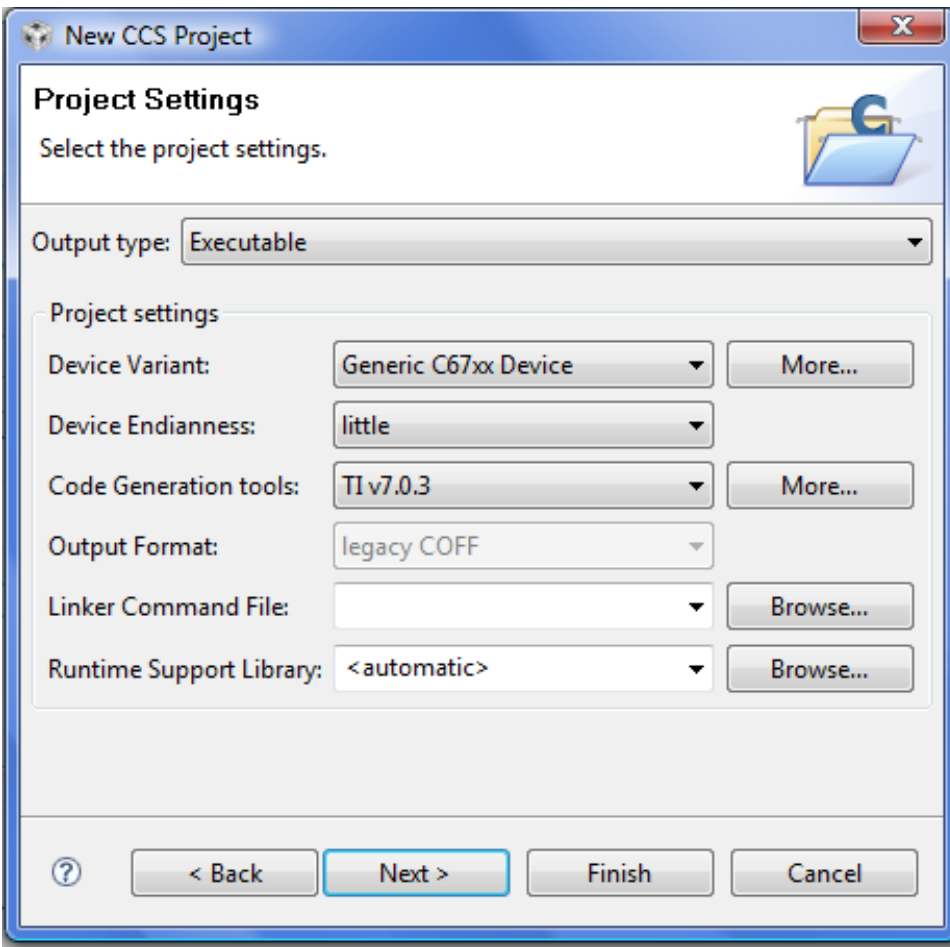 New CCS Project
Project Settings
Select the project settings.
Output type: Executable
Project settings
Device Variant: Generic C67xx Device More...
Device Endianness: little
Code Generation tools: TI v7.0.3 More...
Output Format: legacy COFF
Linker Command File: Browse...
Runtime Support Library: <automatic> Browse...
? < Back Next > Finish Cancel